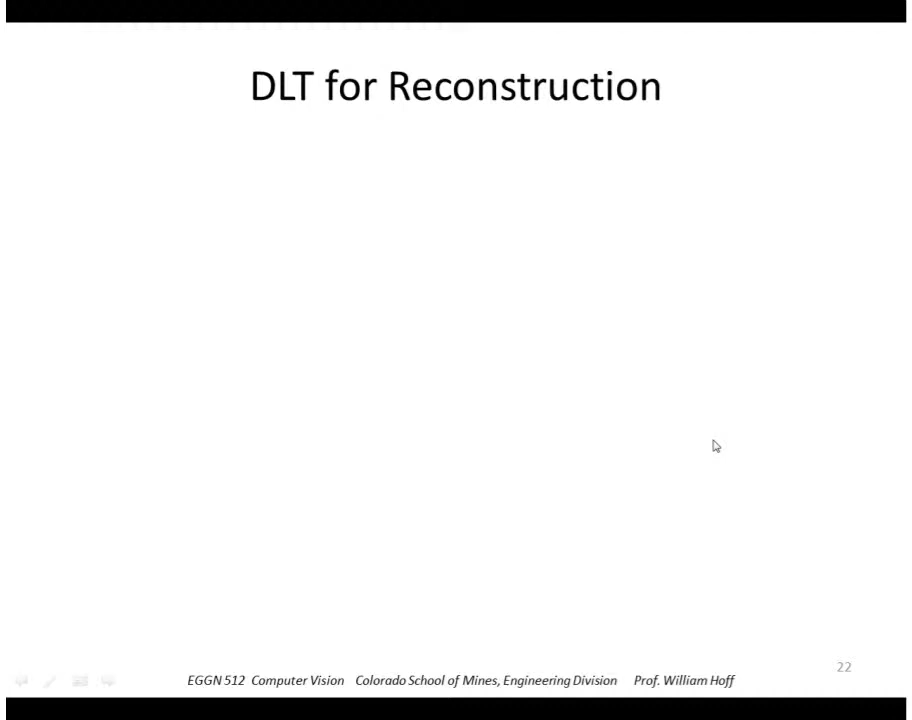 DLT for Reconstruction
22
EGGN 512 Computer Vision Colorado School of Mines, Engineering Division Prof. William Hoff